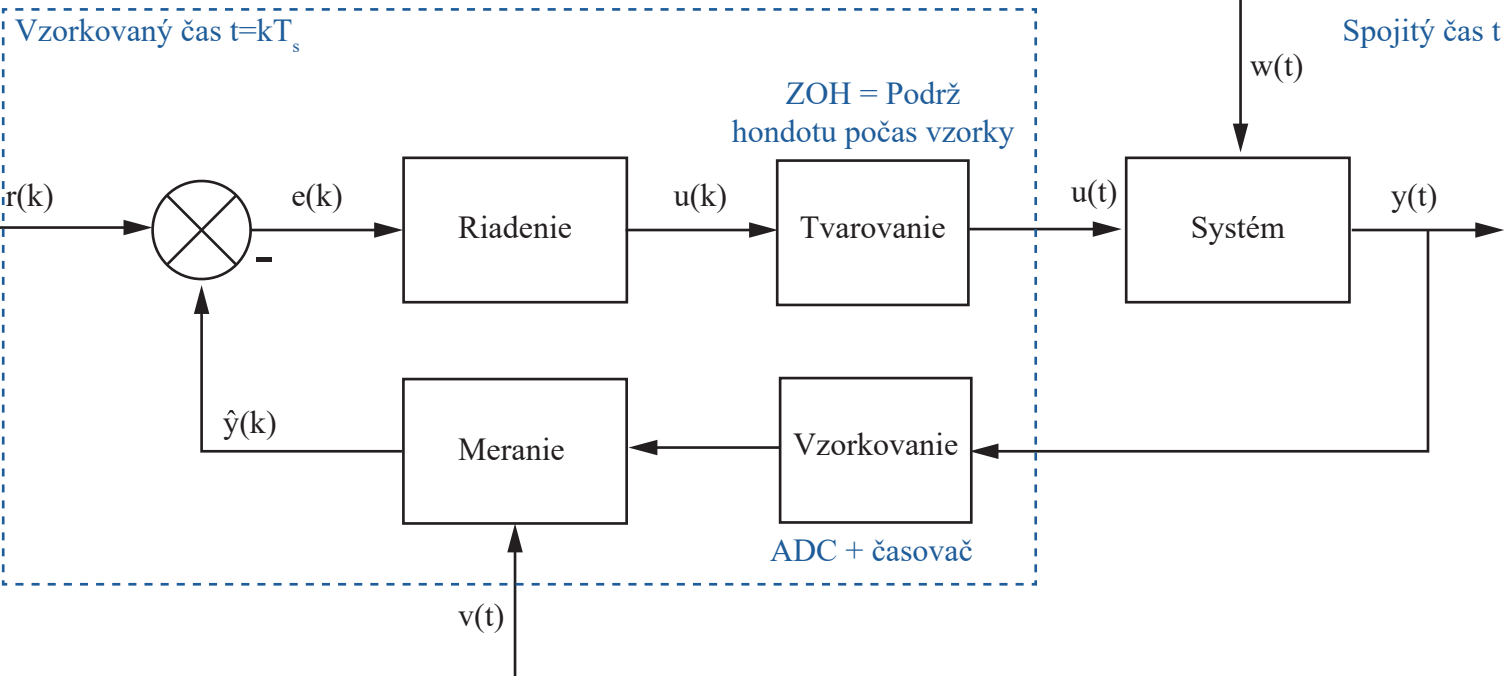 Vzorkovaný čas t=kTs
Spojitý čas t
w(t)
ZOH = Podrž
hondotu počas vzorky
r(k)
e(k)
Riadenie
u(k)
Tvarovanie
u(t)
Systém
y(t)
-
ŷ(k)
Meranie
Vzorkovanie
ADC + časovač
v(t)